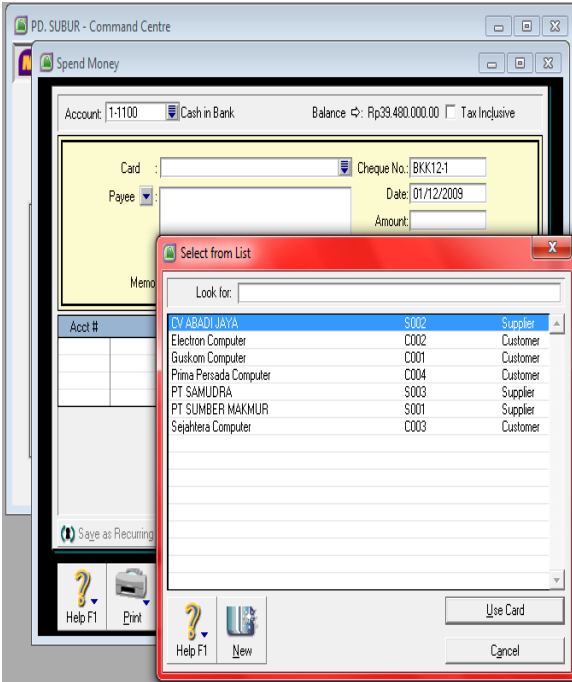 PD. SUBUR - Command Centre
Spend Money
Account: 1-1100 Cash in Bank Balance ⇨: Rp39.480.000.00 Tax Inclusive
Card : Cheque No.: BKK12-1
Payee : Date: 01/12/2009
Amount:
Memo
Acct #
Save as Recurring
Help F1 Print
Select from List
Look for:
CV ABADI JAYA S002 Supplier
Electron Computer C002 Customer
Guskom Computer C001 Customer
Prima Persada Computer C004 Customer
PT SAMUDRA S003 Supplier
PT SUMBER MAKMUR S001 Supplier
Sejahtera Computer C003 Customer
Use Card
Help F1 New Cancel